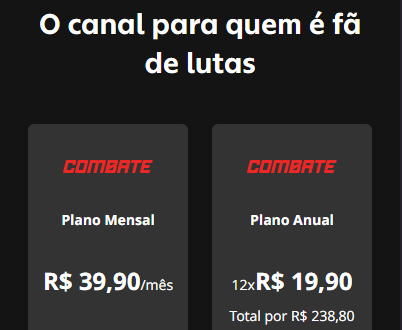 O canal para quem é fã
de lutas
COMBATE
Plano Mensal
R$ 39,90/mês
COMBATE
Plano Anual
12xR$ 19,90
Total por R$ 238,80